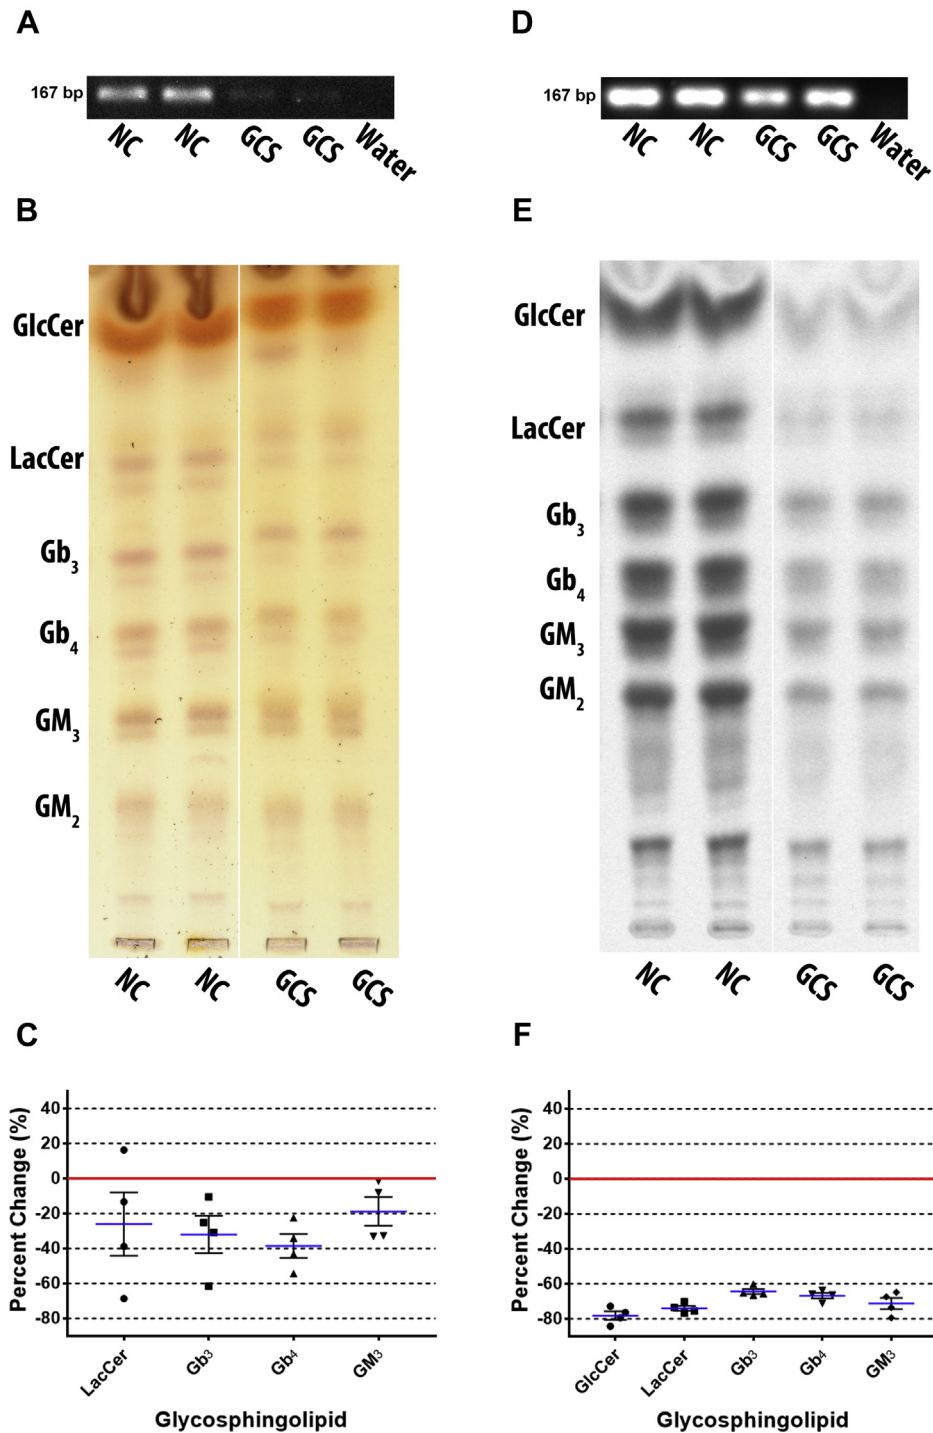 A
167 bp
NC NC GCS GCS Water
B
GlcCer
LacCer
Gb3
Gb4
GM3
GM2
NC NC GCS GCS
C
Percent Change (%)
40
20
0
-20
-40
-60
-80
LacCer Gb3 Gb4 GM3
Glycosphingolipid
D
167 bp
NC NC GCS GCS Water
E
GlcCer
LacCer
Gb3
Gb4
GM3
GM2
NC NC GCS GCS
F
Percent Change (%)
40
20
0
-20
-40
-60
-80
GlcCer LacCer Gb3 Gb4 GM3
Glycosphingolipid